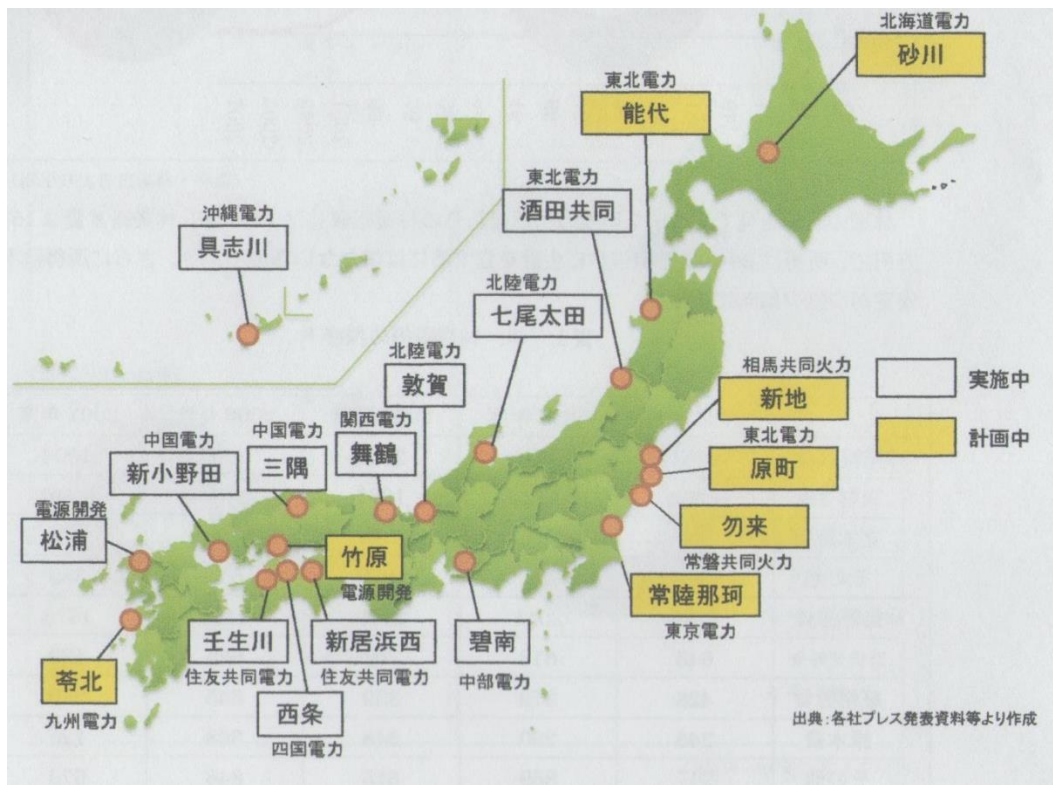 北海道電力
砂川
東北電力
能代
東北電力
酒田共同
沖縄電力
具志川
北陸電力
七尾太田
北陸電力
敦賀
相馬共同火力
新地
実施中
関西電力
舞鶴
中国電力
三隅
中国電力
新小野田
東北電力
原町
計画中
電源開発
松浦
勿来
常磐共同火力
竹原
電源開発
常陸那珂
東京電力
壬生川
住友共同電力
新居浜西
住友共同電力
碧南
中部電力
苓北
九州電力
西条
四国電力
出典:各社プレス発表資料等より作成